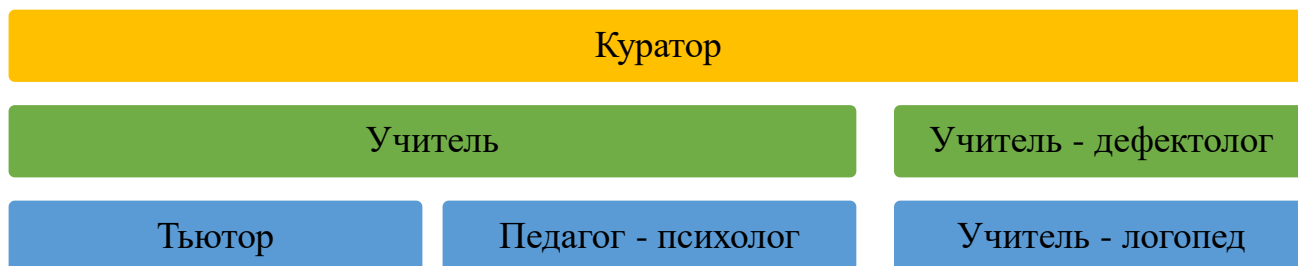 Куратор
Учитель
Учитель - дефектолог
Тьютор
Педагог - психолог
Учитель - логопед